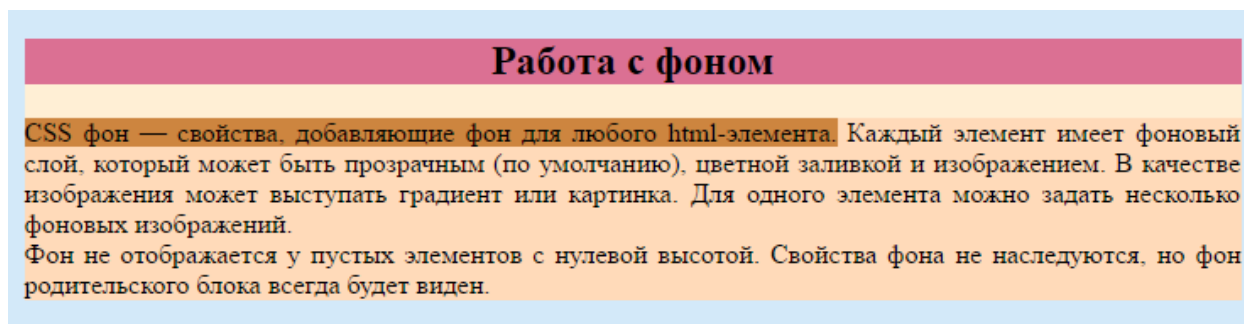 Работа с фоном
CSS фон — свойства, добавляющие фон для любого html-элемента. Каждый элемент имеет фоновый
слой, который может быть прозрачным (по умолчанию), цветной заливкой и изображением. В качестве
изображения может выступать градиент или картинка. Для одного элемента можно задать несколько
фоновых изображений.
Фон не отображается у пустых элементов с нулевой высотой. Свойства фона не наследуются, но фон
родительского блока всегда будет виден.